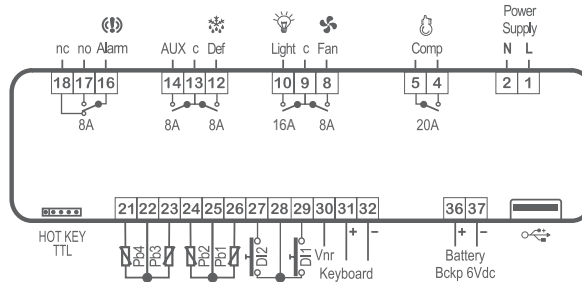 Power
Supply
nc no Alarm AUX c Def Light c Fan Comp N L
18 17 16 14 13 12 10 9 8 5 4 2 1
8A 8A 8A 16A 8A 20A
21 22 23 24 25 26 27 28 29 30 31 32 36 37
HOT KEY
TTL
Pb4 Pb3 Pb2 Pb1 DI2 DI1 Vnr + − + −
Keyboard
Battery
Bckp 6Vdc